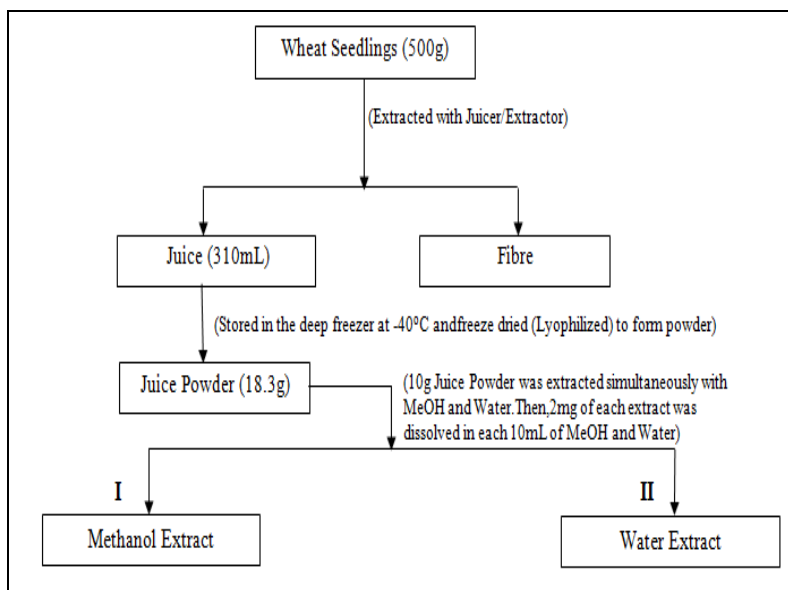 Wheat Seedlings (500g)
(Extracted with Juicer/Extractor)
Juice (310mL)
Fibre
(Stored in the deep freezer at -40°C andfreeze dried (Lyophilized) to form powder)
Juice Powder (18.3g)
(10g Juice Powder was extracted simultaneously with
MeOH and Water.Then,2mg of each extract was
dissolved in each 10mL of MeOH and Water)
I
II
Methanol Extract
Water Extract